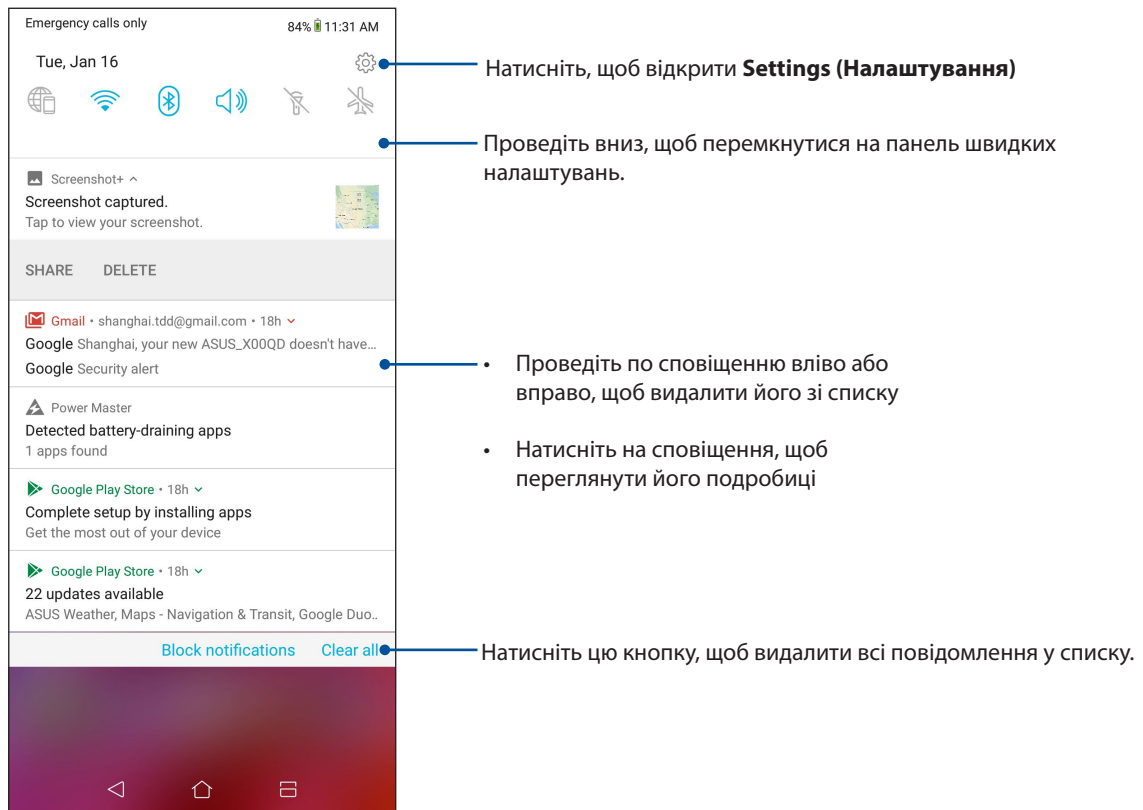 Emergency calls only 84% 11:31 AM
Tue, Jan 16
Натисніть, щоб відкрити Settings (Налаштування)
Проведіть вниз, щоб перемкнутися на панель швидких
налаштувань.
Screenshot+
Screenshot captured.
Tap to view your screenshot.
SHARE DELETE
Gmail • shanghai.tdd@gmail.com • 18h
Google Shanghai, your new ASUS_X00QD doesn't have...
Google Security alert
• Проведіть по сповіщенню вліво або
вправо, щоб видалити його зі списку
• Натисніть на сповіщення, щоб
переглянути його подробиці
Power Master
Detected battery-draining apps
1 apps found
Google Play Store • 18h
Complete setup by installing apps
Get the most out of your device
Google Play Store • 18h
22 updates available
ASUS Weather, Maps - Navigation & Transit, Google Duo..
Block notifications Clear all
Натисніть цю кнопку, щоб видалити всі повідомлення у списку.